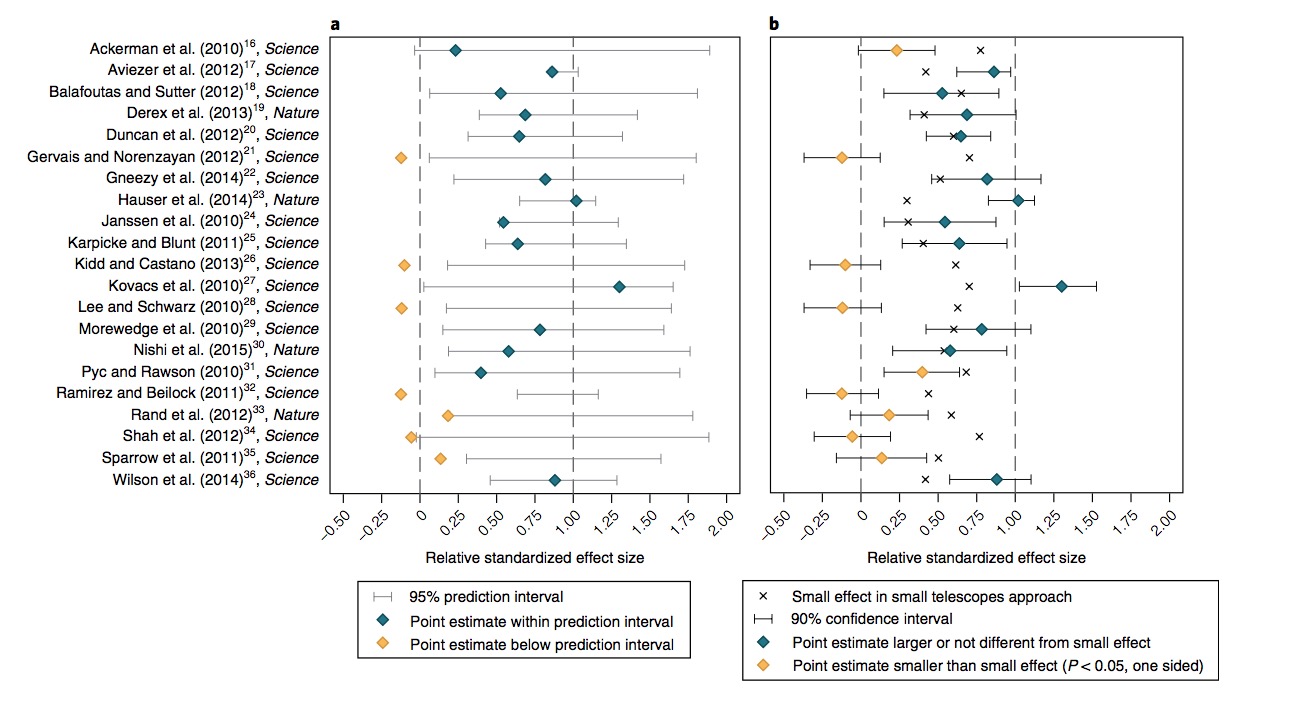 a b
Ackerman et al. (2010)16, Science
Aviezer et al. (2012)17, Science
Balafoutas and Sutter (2012)18, Science
Derex et al. (2013)19, Nature
Duncan et al. (2012)20, Science
Gervais and Norenzayan (2012)21, Science
Gneezy et al. (2014)22, Science
Hauser et al. (2014)23, Nature
Janssen et al. (2010)24, Science
Karpicke and Blunt (2011)25, Science
Kidd and Castano (2013)26, Science
Kovacs et al. (2010)27, Science
Lee and Schwarz (2010)28, Science
Morewedge et al. (2010)29, Science
Nishi et al. (2015)30, Nature
Pyc and Rawson (2010)31, Science
Ramirez and Beilock (2011)32, Science
Rand et al. (2012)33, Nature
Shah et al. (2012)34, Science
Sparrow et al. (2011)35, Science
Wilson et al. (2014)36, Science
−0.50 −0.25 0 0.25 0.50 0.75 1.00 1.25 1.50 1.75 2.00
Relative standardized effect size
95% prediction interval
Point estimate within prediction interval
Point estimate below prediction interval
−0.50 −0.25 0 0.25 0.50 0.75 1.00 1.25 1.50 1.75 2.00
Relative standardized effect size
Small effect in small telescopes approach
90% confidence interval
Point estimate larger or not different from small effect
Point estimate smaller than small effect (P < 0.05, one sided)